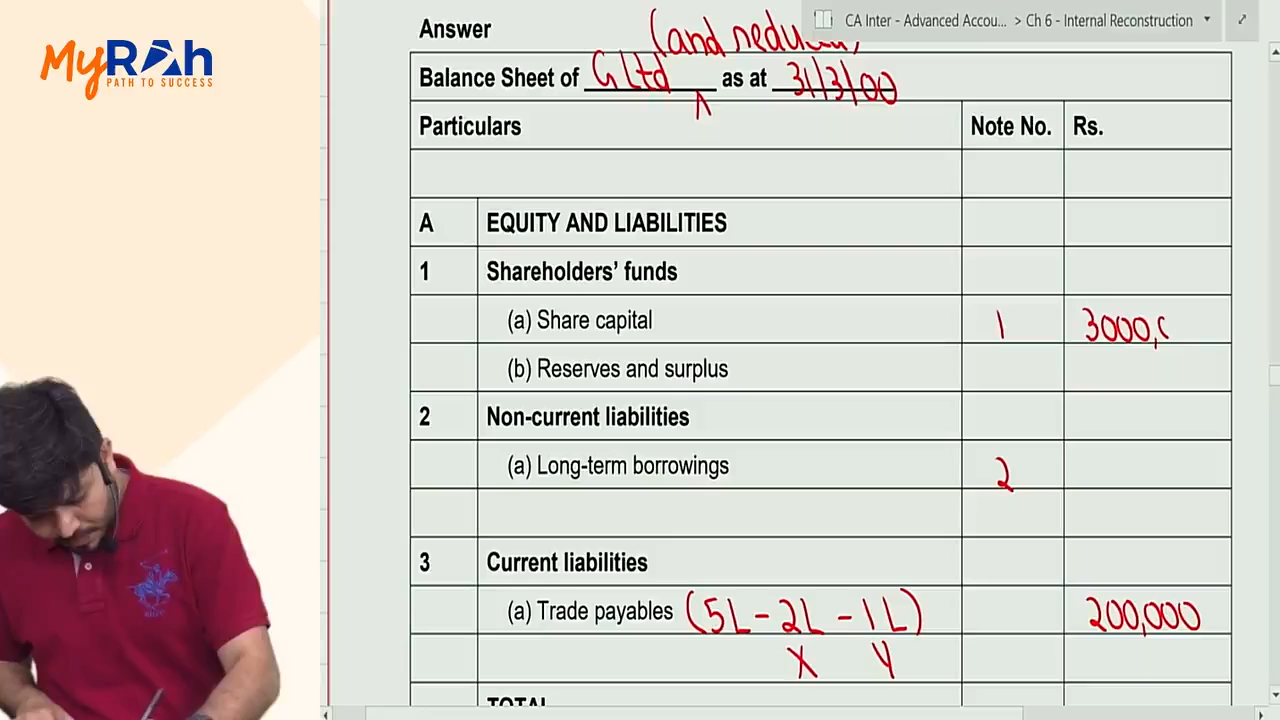 MyRAh
PATH TO SUCCESS
CA Inter - Advanced Accou... > Ch 6 - Internal Reconstruction
Answer
(and reduced)
Balance Sheet of G Ltd as at 31/3/00
Particulars Note No. Rs.
A EQUITY AND LIABILITIES
1 Shareholders' funds
(a) Share capital 1 3000,0
(b) Reserves and surplus
2 Non-current liabilities
(a) Long-term borrowings 2
3 Current liabilities
(a) Trade payables (5L - 2L - 1L) 200,000
X Y
TOTAL